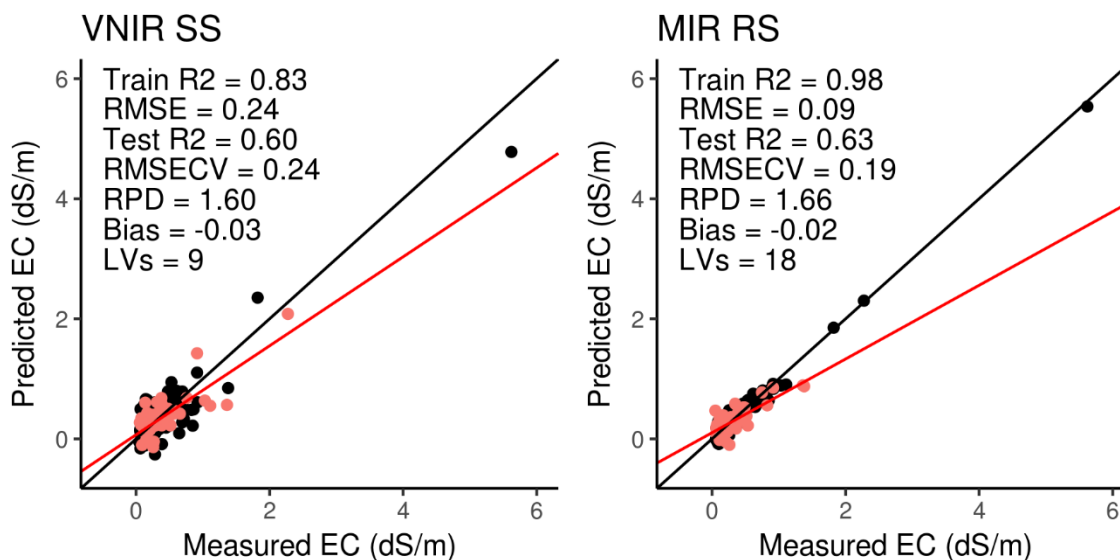 VNIR SS
Train R2 = 0.83
RMSE = 0.24
Test R2 = 0.60
RMSECV = 0.24
RPD = 1.60
Bias = -0.03
LVs = 9
6
4
2
0
Predicted EC (dS/m)
0 2 4 6
Measured EC (dS/m)
MIR RS
Train R2 = 0.98
RMSE = 0.09
Test R2 = 0.63
RMSECV = 0.19
RPD = 1.66
Bias = -0.02
LVs = 18
6
4
2
0
Predicted EC (dS/m)
0 2 4 6
Measured EC (dS/m)